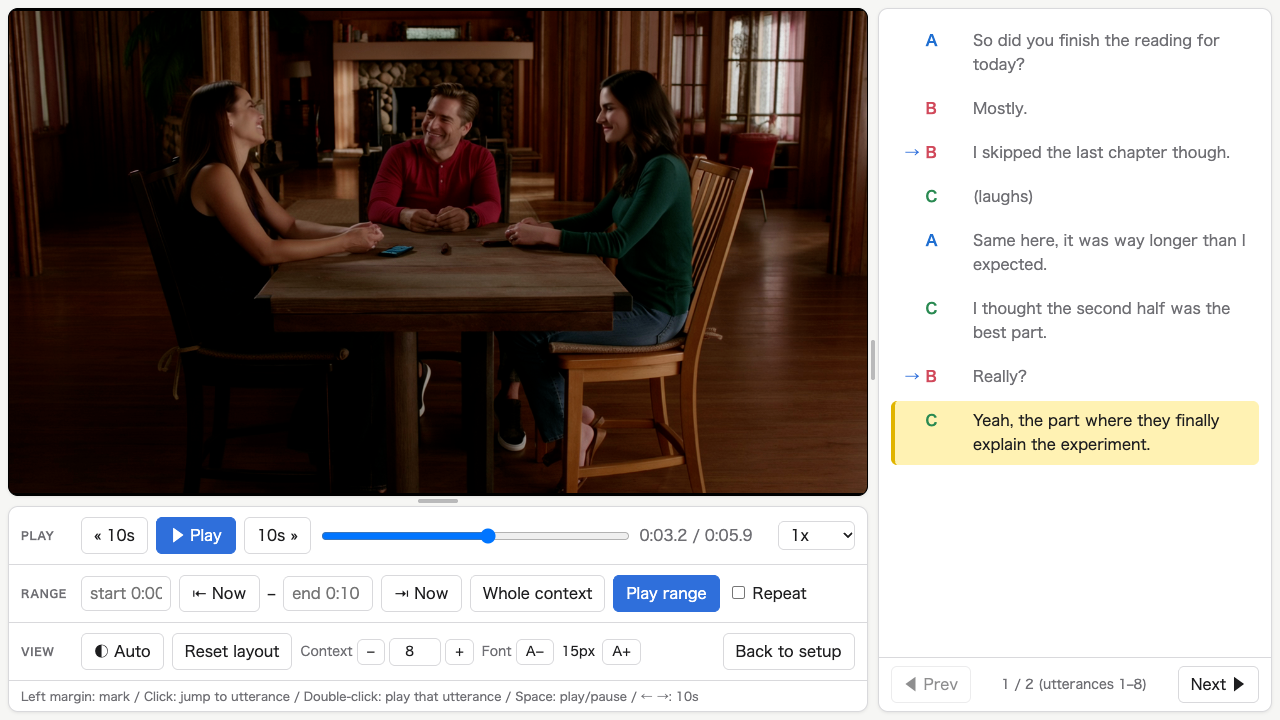 A So did you finish the reading for
today?
B Mostly.
→ B I skipped the last chapter though.
C (laughs)
A Same here, it was way longer than I
expected.
C I thought the second half was the
best part.
→ B Really?
C Yeah, the part where they finally
explain the experiment.
PLAY « 10s ▶ Play 10s » 0:03.2 / 0:05.9 1x
RANGE start 0:00 ⇤ Now – end 0:10 ⇥ Now Whole context Play range Repeat
VIEW ◐ Auto Reset layout Context – 8 + Font A– 15px A+ Back to setup
Left margin: mark / Click: jump to utterance / Double-click: play that utterance / Space: play/pause / ← →: 10s
◀ Prev 1 / 2 (utterances 1–8) Next ▶